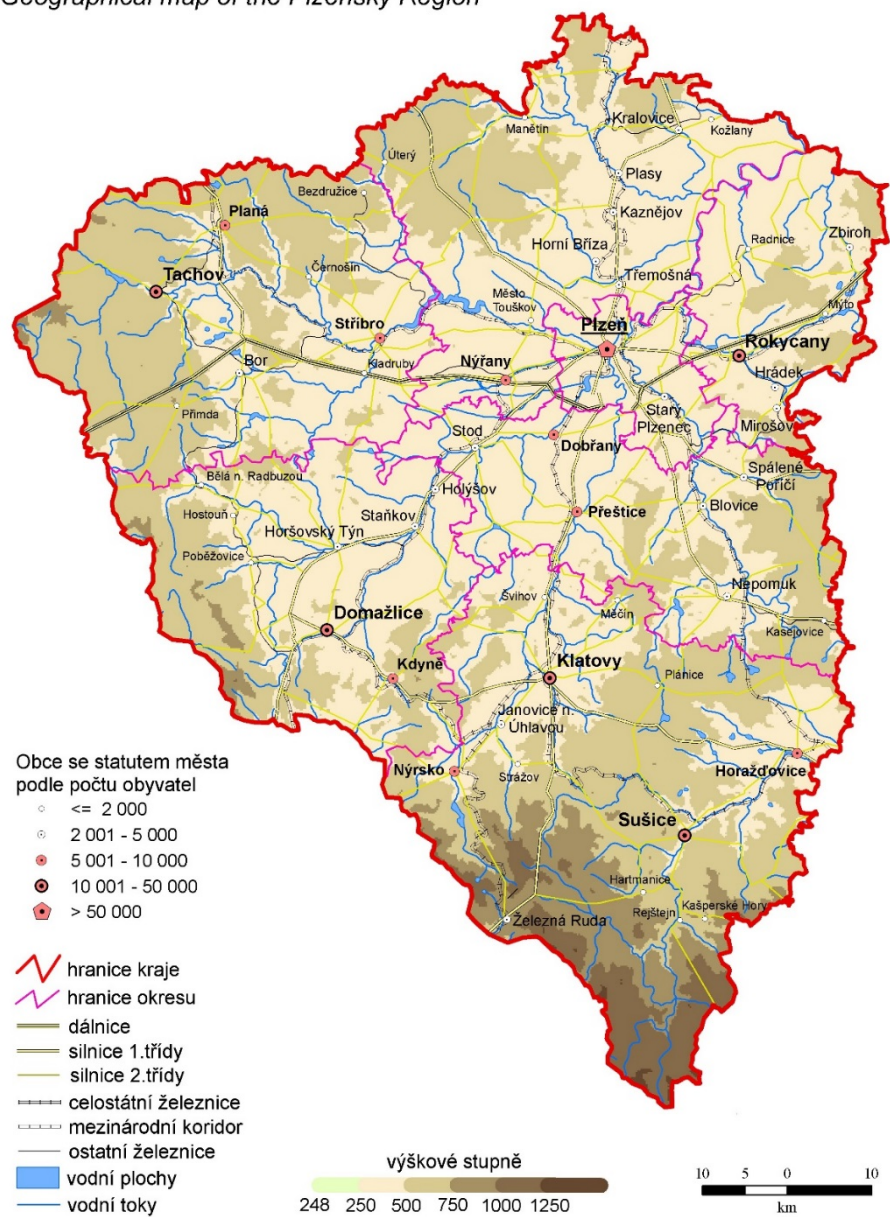 Geographical map of the Plzeňský Region
Manětín
Kralovice
Kožlany
Úterý
Plasy
Bezdružice
Kaznějov
Planá
Horní Bříza
Radnice
Zbiroh
Tachov
Černošín
Třemošná
Město
Touškov
Mýto
Stříbro
Plzeň
Rokycany
Bor
Kladruby
Nýřany
Hrádek
Přimda
Starý
Plzenec
Mirošov
Stod
Dobřany
Bělá n. Radbuzou
Spálené
Poříčí
Holýšov
Hostouň
Staňkov
Přeštice
Blovice
Horšovský Týn
Poběžovice
Švihov
Měčín
Nepomuk
Domažlice
Kasejovice
Kdyně
Klatovy
Plánice
Janovice n.
Úhlavou
Nýrsko
Strážov
Horažďovice
Sušice
Hartmanice
Rejštejn
Kašperské Hory
Železná Ruda
Obce se statutem města
podle počtu obyvatel
<= 2 000
2 001 - 5 000
5 001 - 10 000
10 001 - 50 000
> 50 000
hranice kraje
hranice okresu
dálnice
silnice 1.třídy
silnice 2.třídy
celostátní železnice
mezinárodní koridor
ostatní železnice
vodní plochy
vodní toky
výškové stupně
248 250 500 750 1000 1250
10 5 0 10
km